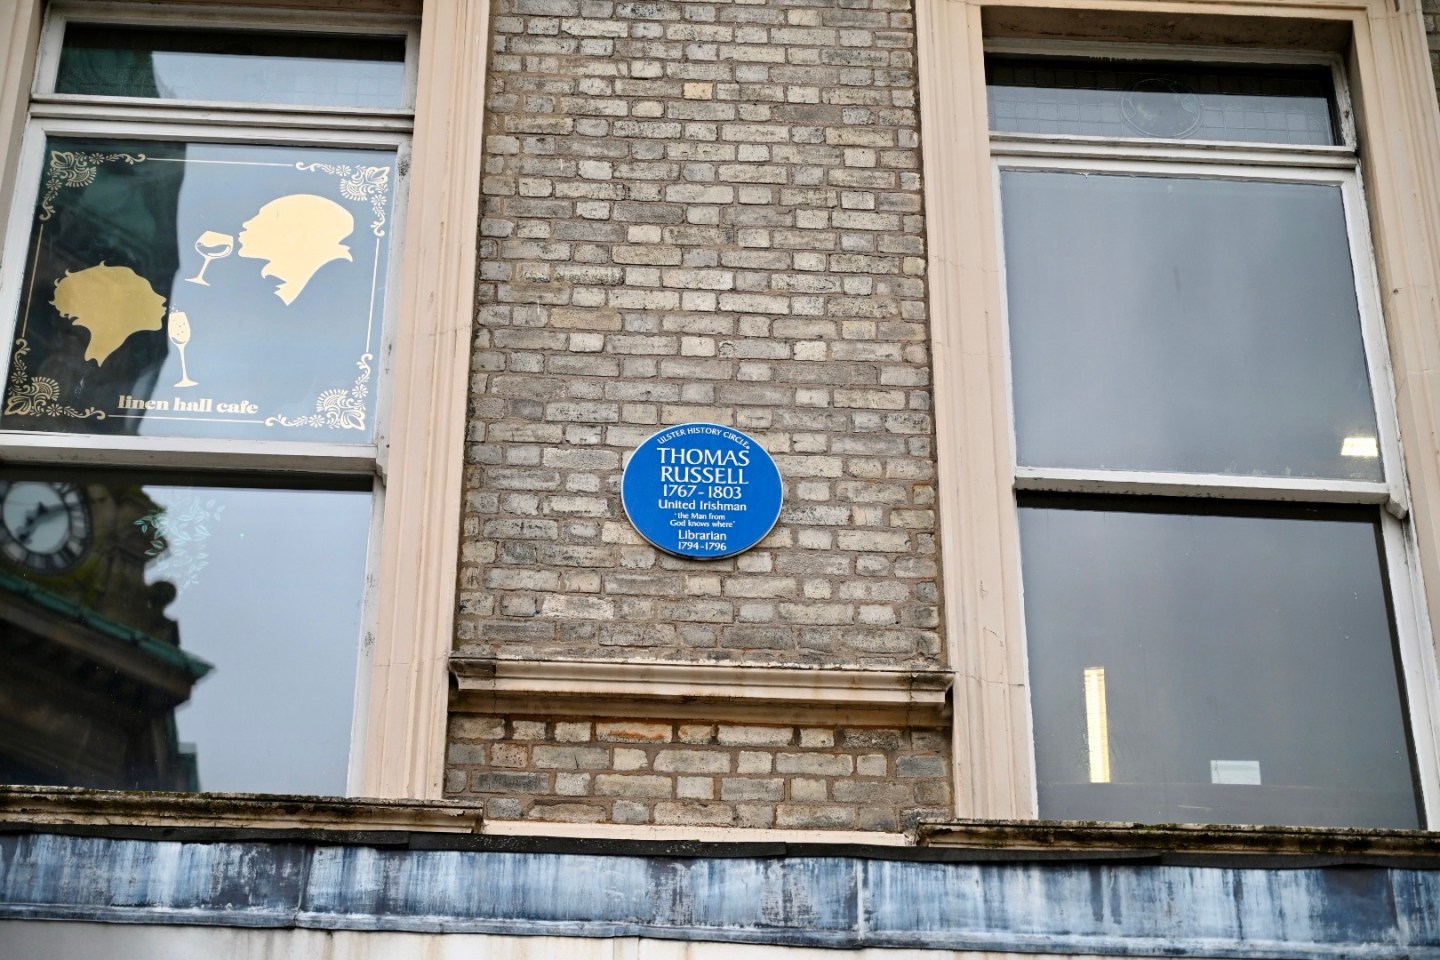 linen hall cafe
ULSTER HISTORY CIRCLE
THOMAS
RUSSELL
1767-1803
United Irishman
'the Man from
God knows where'
Librarian
1794-1796